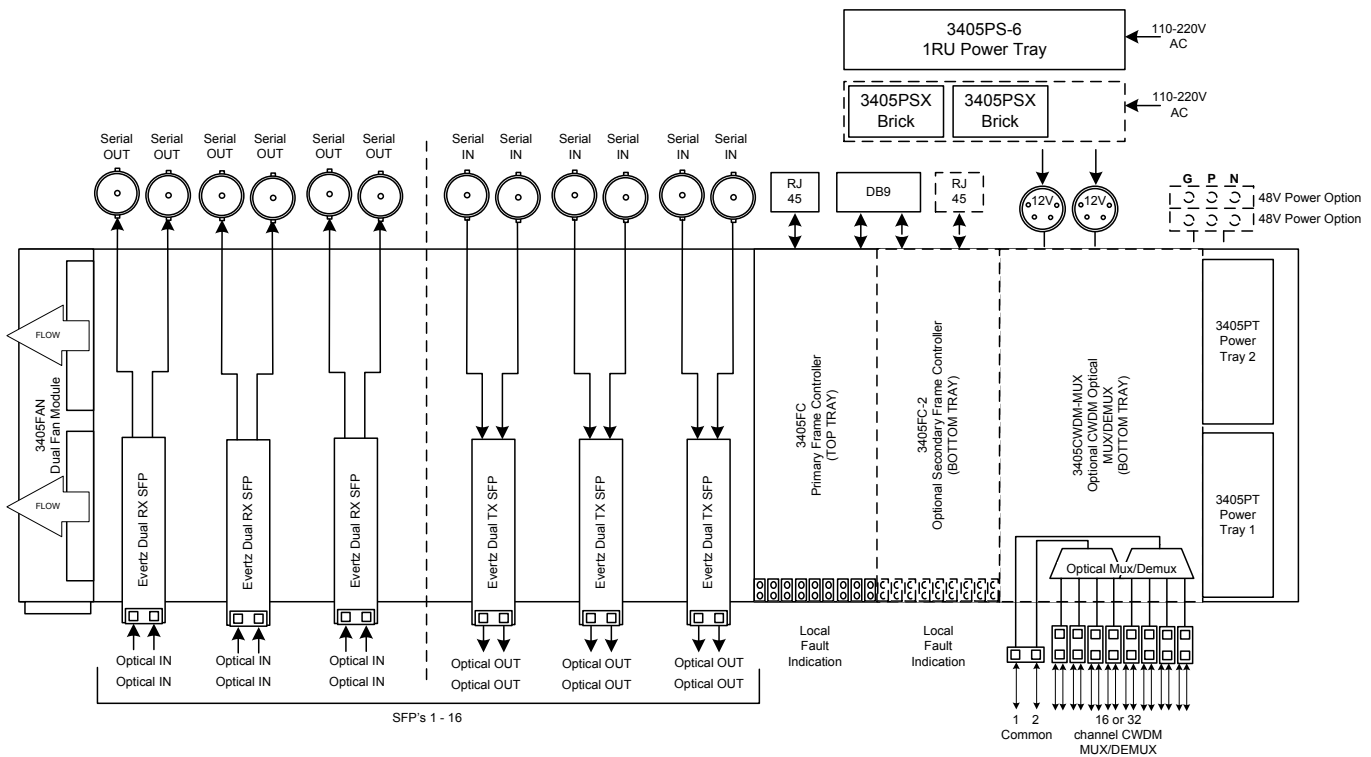 3405PS-6
1RU Power Tray
110-220V
AC
3405PSX
Brick
3405PSX
Brick
110-220V
AC
Serial
OUT
Serial
OUT
Serial
OUT
Serial
OUT
Serial
OUT
Serial
OUT
Serial
IN
Serial
IN
Serial
IN
Serial
IN
Serial
IN
Serial
IN
RJ
45
DB9
RJ
45
12V
12V
G P N
48V Power Option
48V Power Option
FLOW
FLOW
3405FAN
Dual Fan Module
Evertz Dual RX SFP
Evertz Dual RX SFP
Evertz Dual RX SFP
Evertz Dual TX SFP
Evertz Dual TX SFP
Evertz Dual TX SFP
3405FC
Primary Frame Controller
(TOP TRAY)
3405FC-2
Optional Secondary Frame Controller
(BOTTOM TRAY)
3405CWDM-MUX
Optional CWDM Optical
MUX/DEMUX
(BOTTOM TRAY)
3405PT
Power
Tray 2
3405PT
Power
Tray 1
Optical Mux/Demux
Optical IN
Optical IN
Optical IN
Optical IN
Optical IN
Optical IN
Optical OUT
Optical OUT
Optical OUT
Optical OUT
Optical OUT
Optical OUT
Local
Fault
Indication
Local
Fault
Indication
SFP's 1 - 16
1 2
Common
16 or 32
channel CWDM
MUX/DEMUX